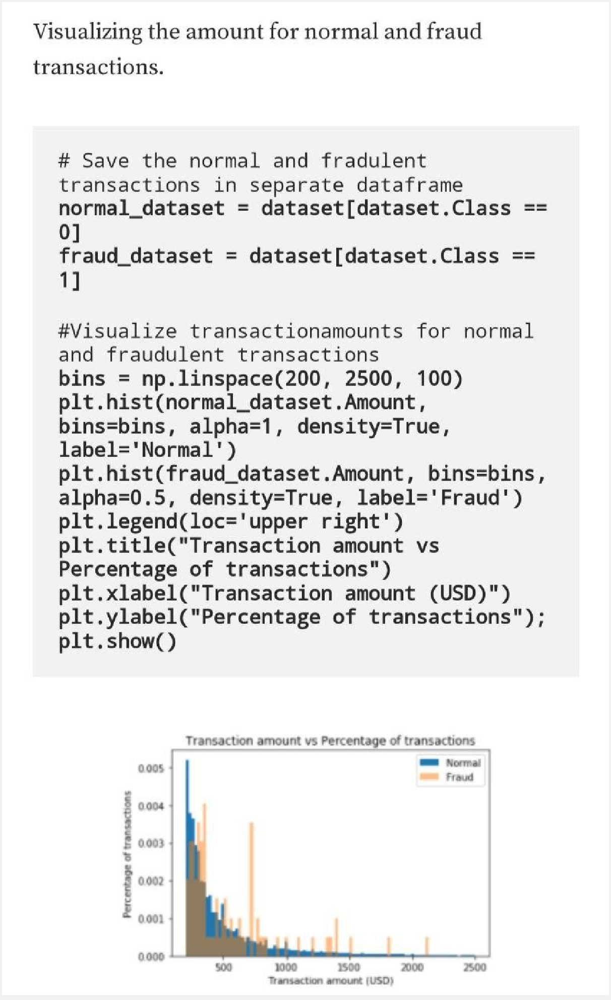 Visualizing the amount for normal and fraud
transactions.
# Save the normal and fradulent
transactions in separate dataframe
normal_dataset = dataset[dataset.Class ==
0]
fraud_dataset = dataset[dataset.Class ==
1]
#Visualize transactionamounts for normal
and fraudulent transactions
bins = np.linspace(200, 2500, 100)
plt.hist(normal_dataset.Amount,
bins=bins, alpha=1, density=True,
label='Normal')
plt.hist(fraud_dataset.Amount, bins=bins,
alpha=0.5, density=True, label='Fraud')
plt.legend(loc='upper right')
plt.title("Transaction amount vs
Percentage of transactions")
plt.xlabel("Transaction amount (USD)")
plt.ylabel("Percentage of transactions");
plt.show()
Transaction amount vs Percentage of transactions
Normal
Fraud
Percentage of transactions
0.005
0.004
0.003
0.002
0.001
0.000
500 1000 1500 2000 2500
Transaction amount (USD)